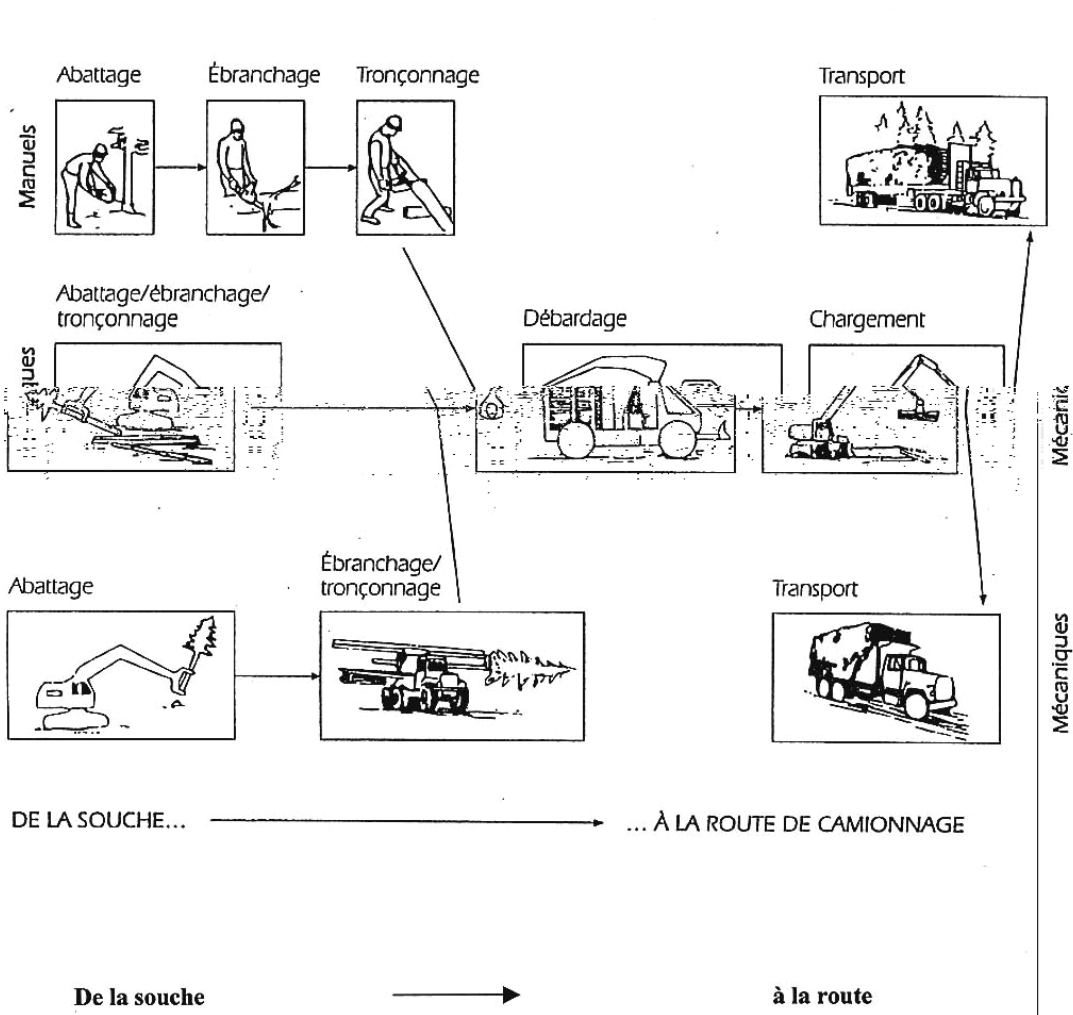 Abattage
Ébranchage
Tronçonnage
Transport
Manuels
Abattage/ébranchage/
tronçonnage
Débardage
Chargement
Abattage
Ébranchage/
tronçonnage
Transport
Mécaniques
DE LA SOUCHE...
... À LA ROUTE DE CAMIONNAGE
De la souche
à la route